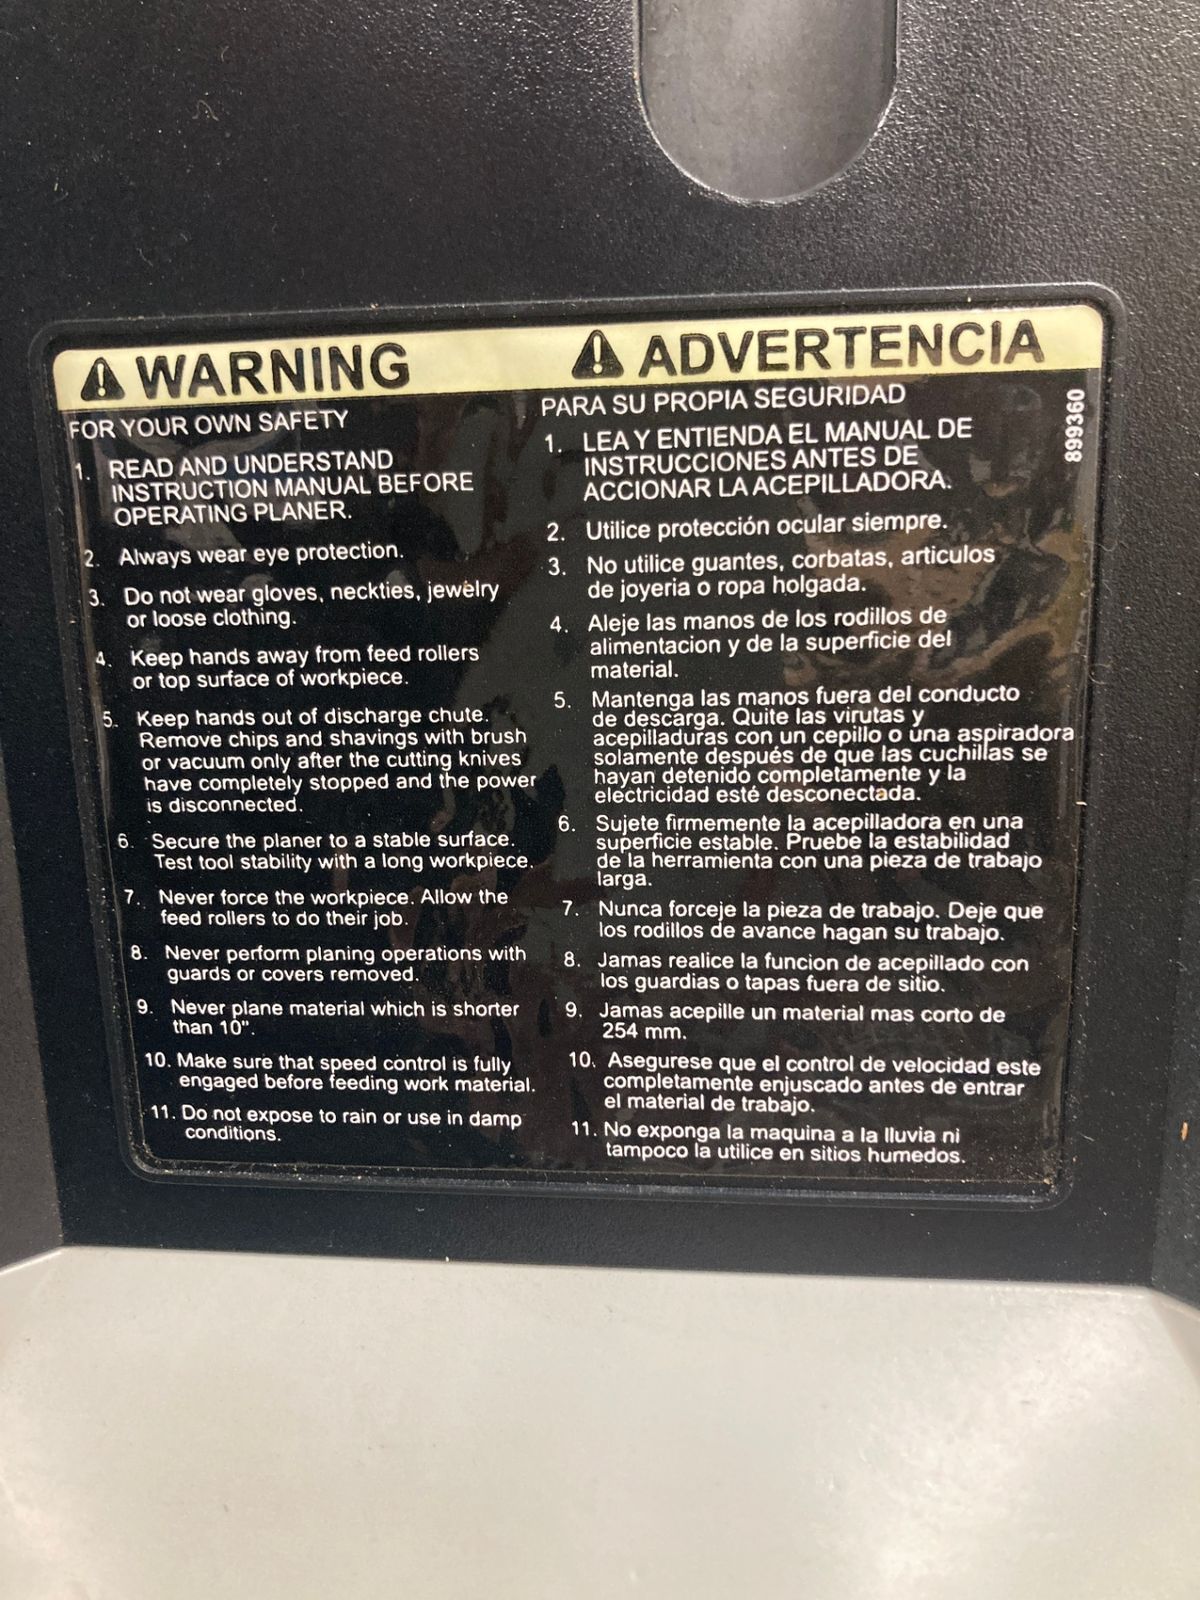 ⚠ WARNING
FOR YOUR OWN SAFETY
1. READ AND UNDERSTAND
INSTRUCTION MANUAL BEFORE
OPERATING PLANER.
2. Always wear eye protection.
3. Do not wear gloves, neckties, jewelry
or loose clothing.
4. Keep hands away from feed rollers
or top surface of workpiece.
5. Keep hands out of discharge chute.
Remove chips and shavings with brush
or vacuum only after the cutting knives
have completely stopped and the power
is disconnected.
6. Secure the planer to a stable surface.
Test tool stability with a long workpiece.
7. Never force the workpiece. Allow the
feed rollers to do their job.
8. Never perform planing operations with
guards or covers removed.
9. Never plane material which is shorter
than 10".
10. Make sure that speed control is fully
engaged before feeding work material.
11. Do not expose to rain or use in damp
conditions.
⚠ ADVERTENCIA
PARA SU PROPIA SEGURIDAD
1. LEA Y ENTIENDA EL MANUAL DE
INSTRUCCIONES ANTES DE
ACCIONAR LA ACEPILLADORA.
2. Utilice protección ocular siempre.
3. No utilice guantes, corbatas, articulos
de joyeria o ropa holgada.
4. Aleje las manos de los rodillos de
alimentacion y de la superficie del
material.
5. Mantenga las manos fuera del conducto
de descarga. Quite las virutas y
acepilladuras con un cepillo o una aspiradora
solamente después de que las cuchillas se
hayan detenido completamente y la
electricidad esté desconectada.
6. Sujete firmemente la acepilladora en una
superficie estable. Pruebe la estabilidad
de la herramienta con una pieza de trabajo
larga.
7. Nunca forceje la pieza de trabajo. Deje que
los rodillos de avance hagan su trabajo.
8. Jamas realice la funcion de acepillado con
los guardias o tapas fuera de sitio.
9. Jamas acepille un material mas corto de
254 mm.
10. Asegurese que el control de velocidad este
completamente enjuscado antes de entrar
el material de trabajo.
11. No exponga la maquina a la lluvia ni
tampoco la utilice en sitios humedos.
899360